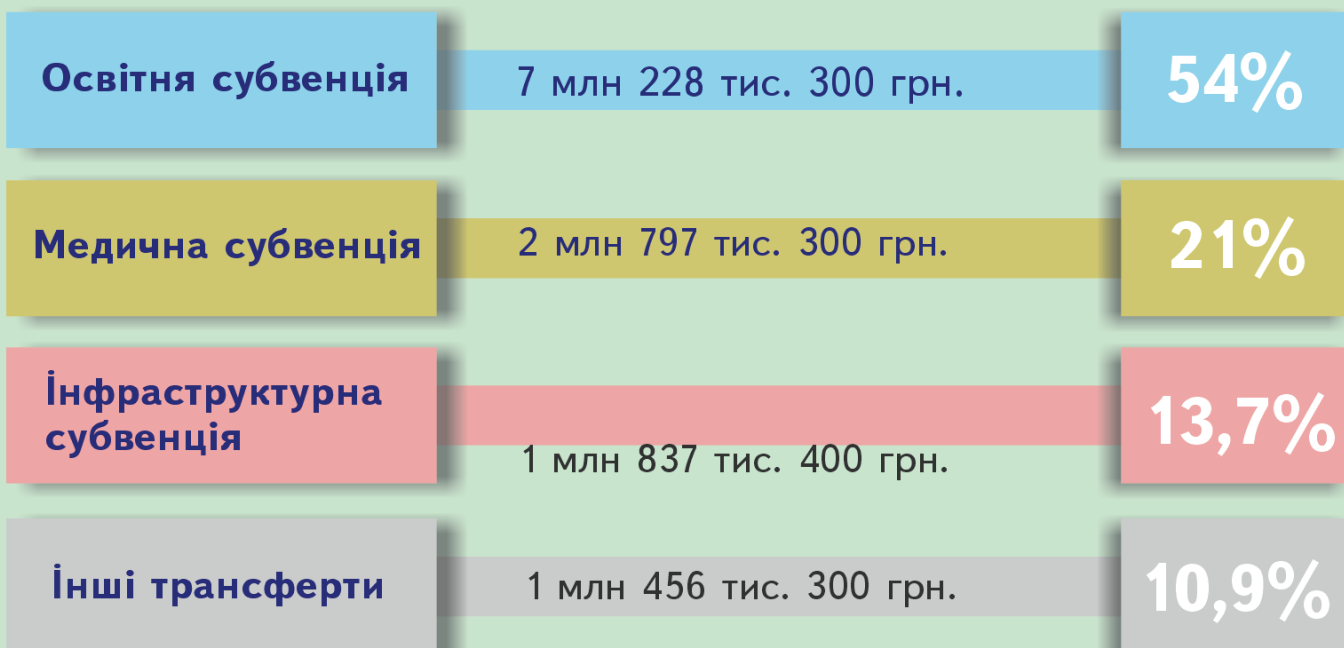 Освітня субвенція 7 млн 228 тис. 300 грн. 54%
Медична субвенція 2 млн 797 тис. 300 грн. 21%
Інфраструктурна
субвенція 1 млн 837 тис. 400 грн. 13,7%
Інші трансферти 1 млн 456 тис. 300 грн. 10,9%